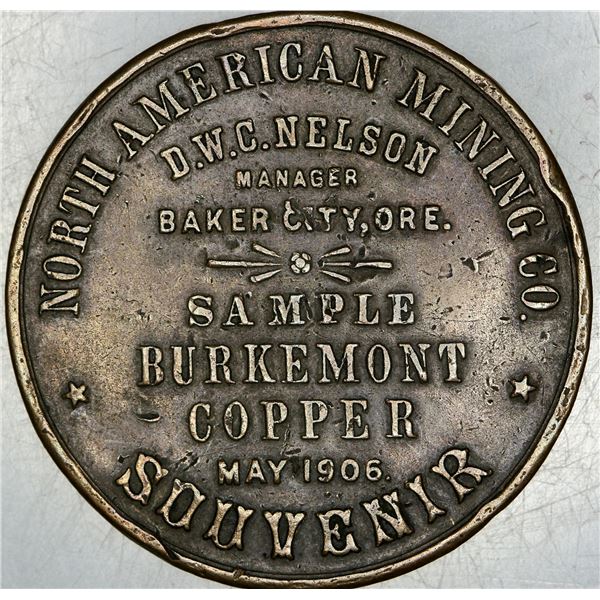 NORTH AMERICAN MINING CO.
D.W.C. NELSON
MANAGER
BAKER CITY, ORE.
SAMPLE
BURKEMONT
COPPER
MAY 1906.
SOUVENIR